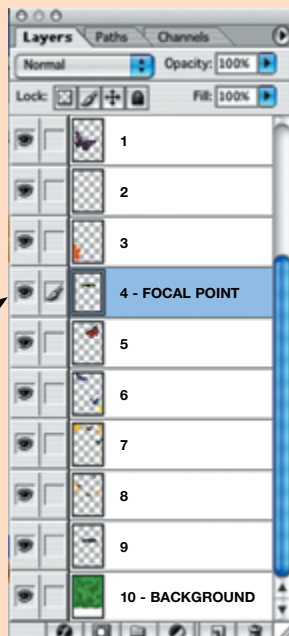 Layers Paths Channels
Normal Opacity: 100%
Lock: Fill: 100%
1
2
3
4 - FOCAL POINT
5
6
7
8
9
10 - BACKGROUND